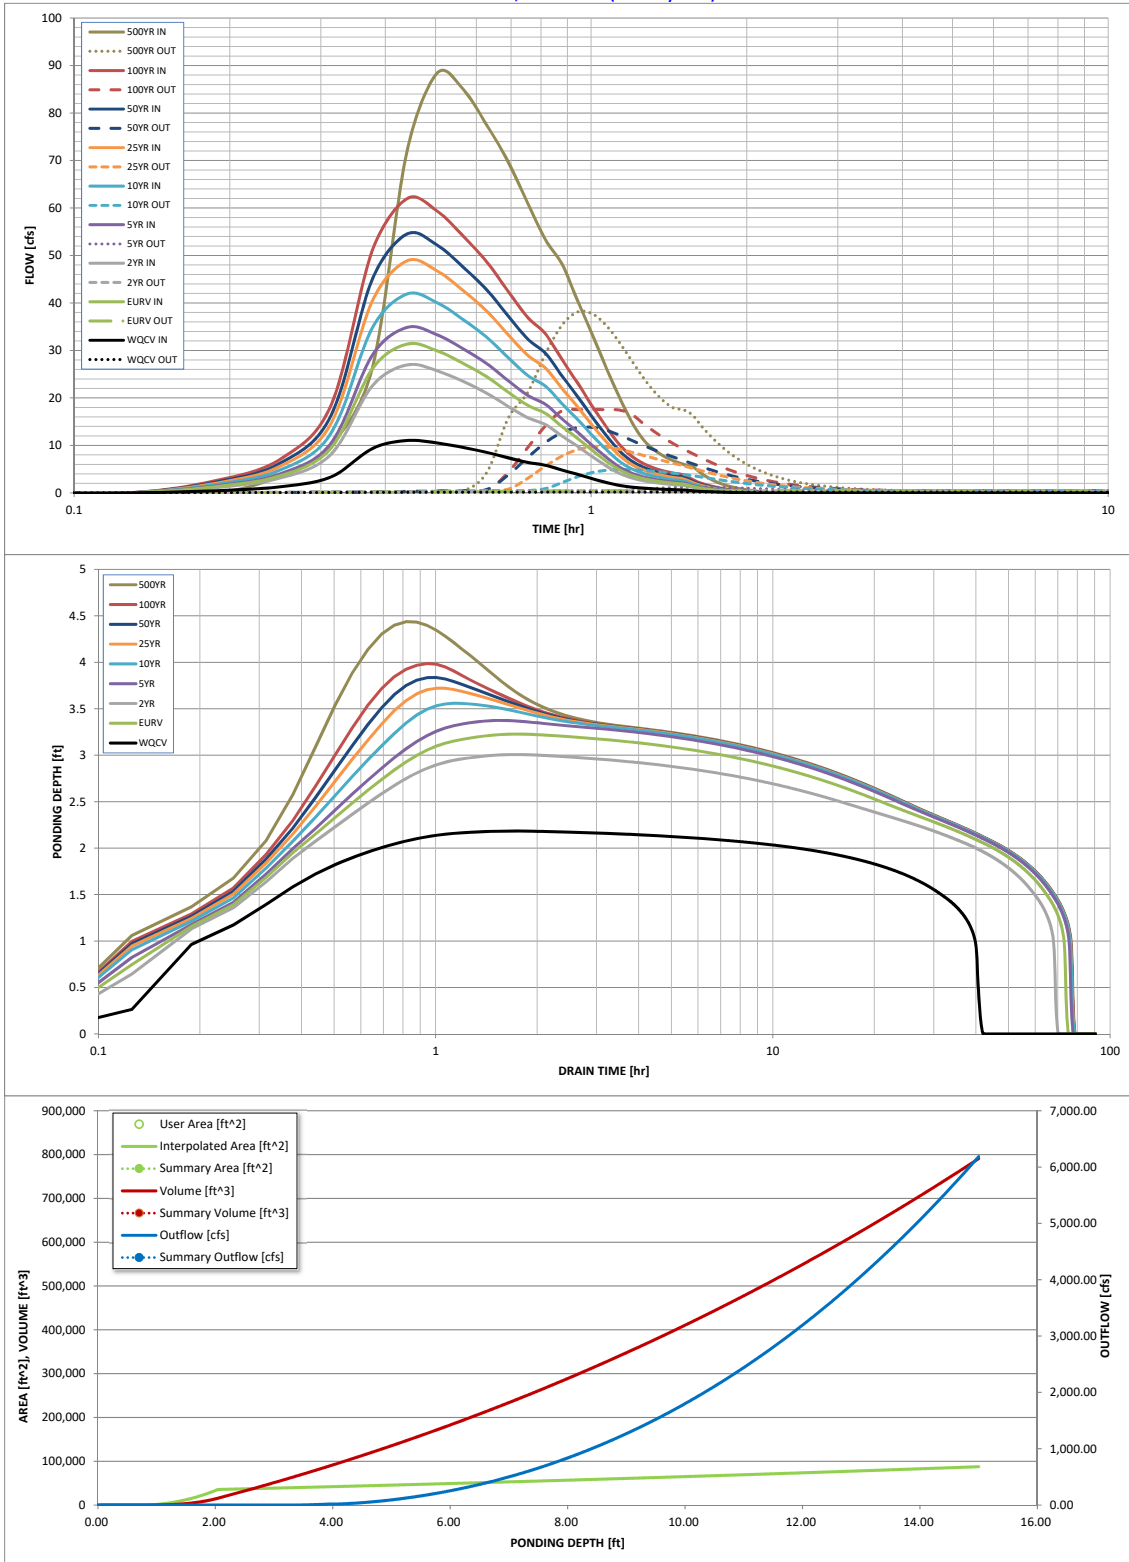 500YR IN
500YR OUT
100YR IN
100YR OUT
50YR IN
50YR OUT
25YR IN
25YR OUT
10YR IN
10YR OUT
5YR IN
5YR OUT
2YR IN
2YR OUT
EURV IN
EURV OUT
WQCV IN
WQCV OUT
FLOW [cfs]
100
90
80
70
60
50
40
30
20
10
0
0.1 1 10
TIME [hr]
500YR
100YR
50YR
25YR
10YR
5YR
2YR
EURV
WQCV
PONDING DEPTH [ft]
5
4.5
4
3.5
3
2.5
2
1.5
1
0.5
0
0.1 1 10 100
DRAIN TIME [hr]
User Area [ft^2]
Interpolated Area [ft^2]
Summary Area [ft^2]
Volume [ft^3]
Summary Volume [ft^3]
Outflow [cfs]
Summary Outflow [cfs]
AREA [ft^2], VOLUME [ft^3]
900,000
800,000
700,000
600,000
500,000
400,000
300,000
200,000
100,000
0
7,000.00
6,000.00
5,000.00
4,000.00
3,000.00
2,000.00
1,000.00
0.00
OUTFLOW [cfs]
0.00 2.00 4.00 6.00 8.00 10.00 12.00 14.00 16.00
PONDING DEPTH [ft]